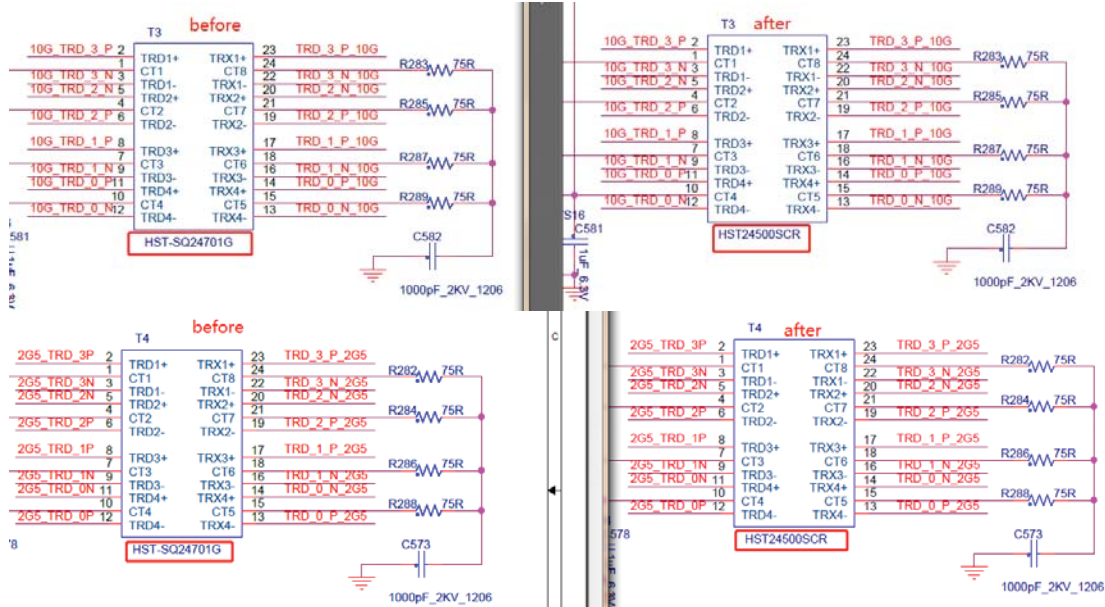 before
T3
10G_TRD_3_P 2 TRD1+ TRX1+ 23 TRD_3_P_10G
1 CT1 CT8 24 R283 75R
10G_TRD_3_N 3 TRD1- TRX1- 22 TRD_3_N_10G
10G_TRD_2_N 5 TRD2+ TRX2+ 20 TRD_2_N_10G
4 CT2 CT7 21 R285 75R
10G_TRD_2_P 6 TRD2- TRX2- 19 TRD_2_P_10G
10G_TRD_1_P 8 TRD3+ TRX3+ 17 TRD_1_P_10G
7 CT3 CT6 18 R287 75R
10G_TRD_1_N 9 TRD3- TRX3- 16 TRD_1_N_10G
10G_TRD_0_P 11 TRD4+ TRX4+ 14 TRD_0_P_10G
10 CT4 CT5 15 R289 75R
10G_TRD_0_N 12 TRD4- TRX4- 13 TRD_0_N_10G
HST-SQ24701G
C582
1000pF_2KV_1206
after
T3
10G_TRD_3_P 2 TRD1+ TRX1+ 23 TRD_3_P_10G
1 CT1 CT8 24 R283 75R
10G_TRD_3_N 3 TRD1- TRX1- 22 TRD_3_N_10G
10G_TRD_2_N 5 TRD2+ TRX2+ 20 TRD_2_N_10G
4 CT2 CT7 21 R285 75R
10G_TRD_2_P 6 TRD2- TRX2- 19 TRD_2_P_10G
10G_TRD_1_P 8 TRD3+ TRX3+ 17 TRD_1_P_10G
7 CT3 CT6 18 R287 75R
10G_TRD_1_N 9 TRD3- TRX3- 16 TRD_1_N_10G
10G_TRD_0_P 11 TRD4+ TRX4+ 14 TRD_0_P_10G
10 CT4 CT5 15 R289 75R
10G_TRD_0_N 12 TRD4- TRX4- 13 TRD_0_N_10G
HST24500SCR
C581
1uF_6.3V
C582
1000pF_2KV_1206
before
T4
2G5_TRD_3P 2 TRD1+ TRX1+ 23 TRD_3_P_2G5
1 CT1 CT8 24 R282 75R
2G5_TRD_3N 3 TRD1- TRX1- 22 TRD_3_N_2G5
2G5_TRD_2N 5 TRD2+ TRX2+ 20 TRD_2_N_2G5
4 CT2 CT7 21 R284 75R
2G5_TRD_2P 6 TRD2- TRX2- 19 TRD_2_P_2G5
2G5_TRD_1P 8 TRD3+ TRX3+ 17 TRD_1_P_2G5
7 CT3 CT6 18 R286 75R
2G5_TRD_1N 9 TRD3- TRX3- 16 TRD_1_N_2G5
2G5_TRD_0N 11 TRD4+ TRX4+ 14 TRD_0_N_2G5
10 CT4 CT5 15 R288 75R
2G5_TRD_0P 12 TRD4- TRX4- 13 TRD_0_P_2G5
HST-SQ24701G
C573
1000pF_2KV_1206
C
after
T4
2G5_TRD_3P 2 TRD1+ TRX1+ 23 TRD_3_P_2G5
1 CT1 CT8 24 R282 75R
2G5_TRD_3N 3 TRD1- TRX1- 22 TRD_3_N_2G5
2G5_TRD_2N 5 TRD2+ TRX2+ 20 TRD_2_N_2G5
4 CT2 CT7 21 R284 75R
2G5_TRD_2P 6 TRD2- TRX2- 19 TRD_2_P_2G5
2G5_TRD_1P 8 TRD3+ TRX3+ 17 TRD_1_P_2G5
7 CT3 CT6 18 R286 75R
2G5_TRD_1N 9 TRD3- TRX3- 16 TRD_1_N_2G5
2G5_TRD_0N 11 TRD4+ TRX4+ 14 TRD_0_N_2G5
10 CT4 CT5 15 R288 75R
2G5_TRD_0P 12 TRD4- TRX4- 13 TRD_0_P_2G5
HST24500SCR
C573
1000pF_2KV_1206